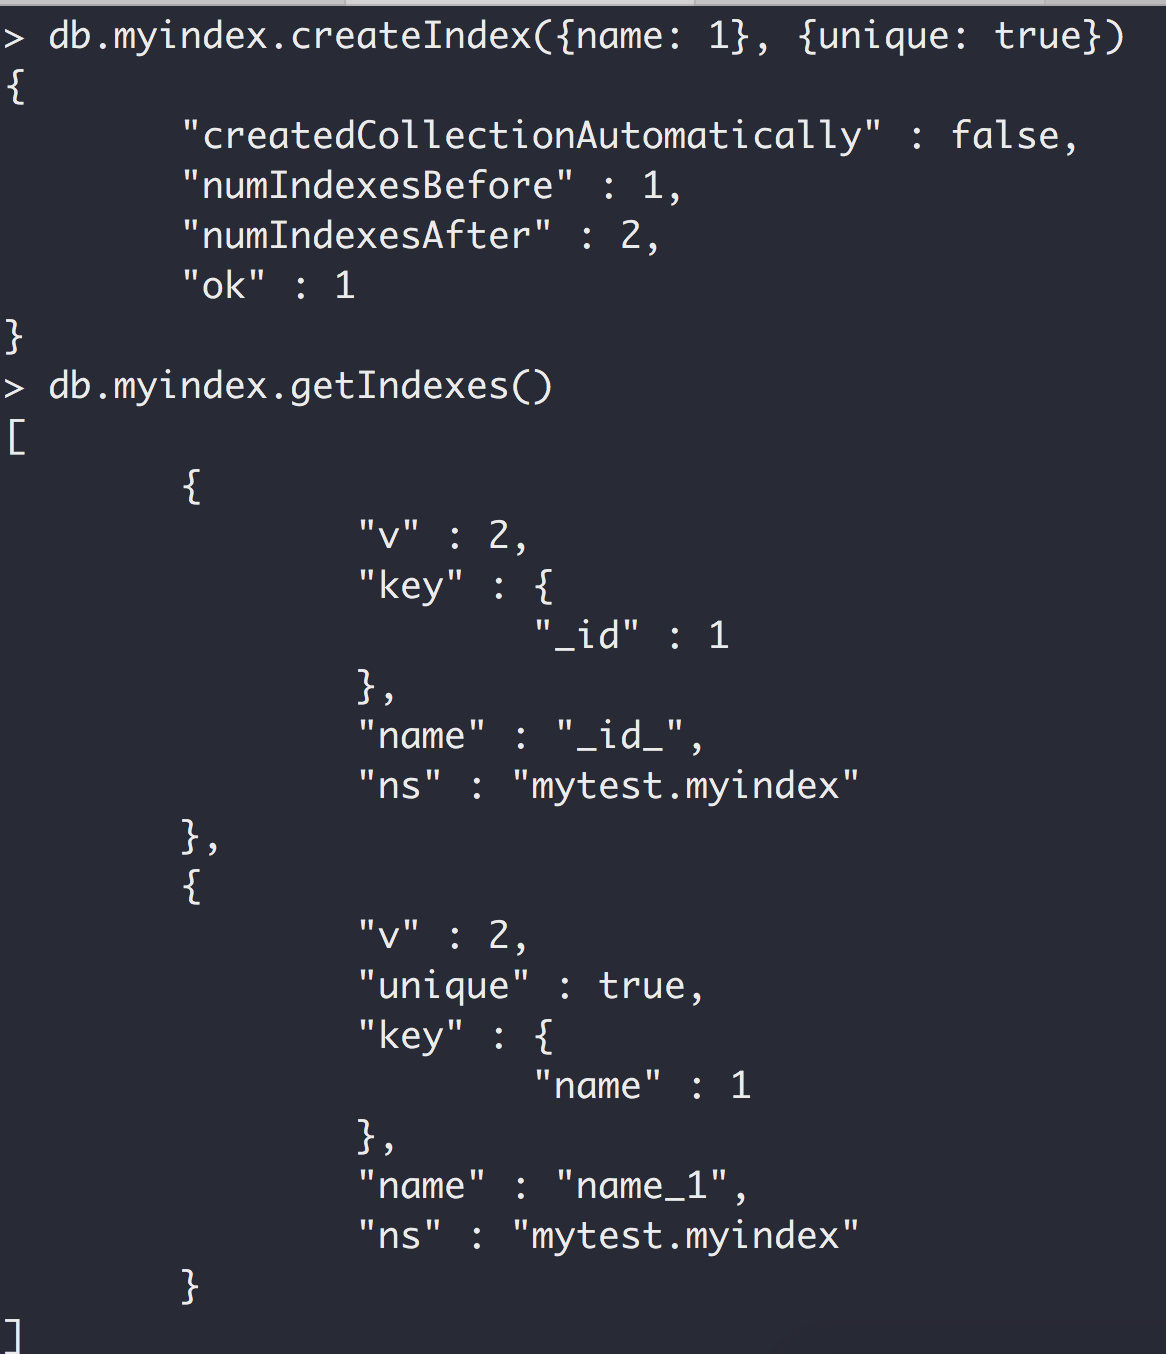 > db.myindex.createIndex({name: 1}, {unique: true})
{
        "createdCollectionAutomatically" : false,
        "numIndexesBefore" : 1,
        "numIndexesAfter" : 2,
        "ok" : 1
}
> db.myindex.getIndexes()
[
        {
                "v" : 2,
                "key" : {
                        "_id" : 1
                },
                "name" : "_id_",
                "ns" : "mytest.myindex"
        },
        {
                "v" : 2,
                "unique" : true,
                "key" : {
                        "name" : 1
                },
                "name" : "name_1",
                "ns" : "mytest.myindex"
        }
]